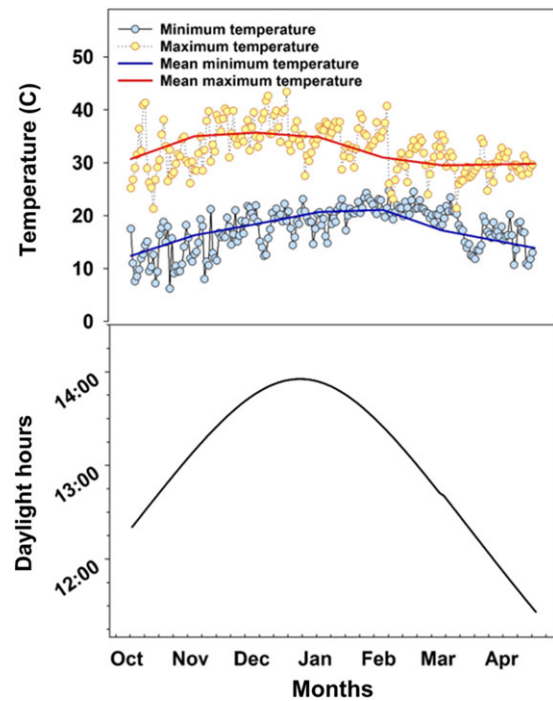 Minimum temperature
Maximum temperature
Mean minimum temperature
Mean maximum temperature
Temperature (C)
50
40
30
20
10
0
Daylight hours
14:00
13:00
12:00
Oct Nov Dec Jan Feb Mar Apr
Months